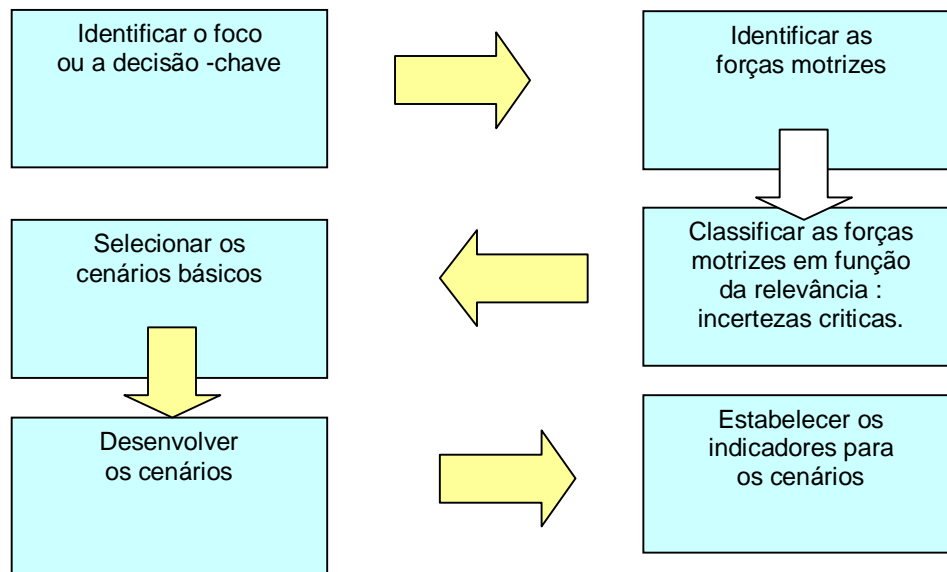 Identificar o foco
ou a decisão -chave
Identificar as
forças motrizes
Classificar as forças
motrizes em função
da relevância :
incertezas criticas.
Selecionar os
cenários básicos
Desenvolver
os cenários
Estabelecer os
indicadores para
os cenários